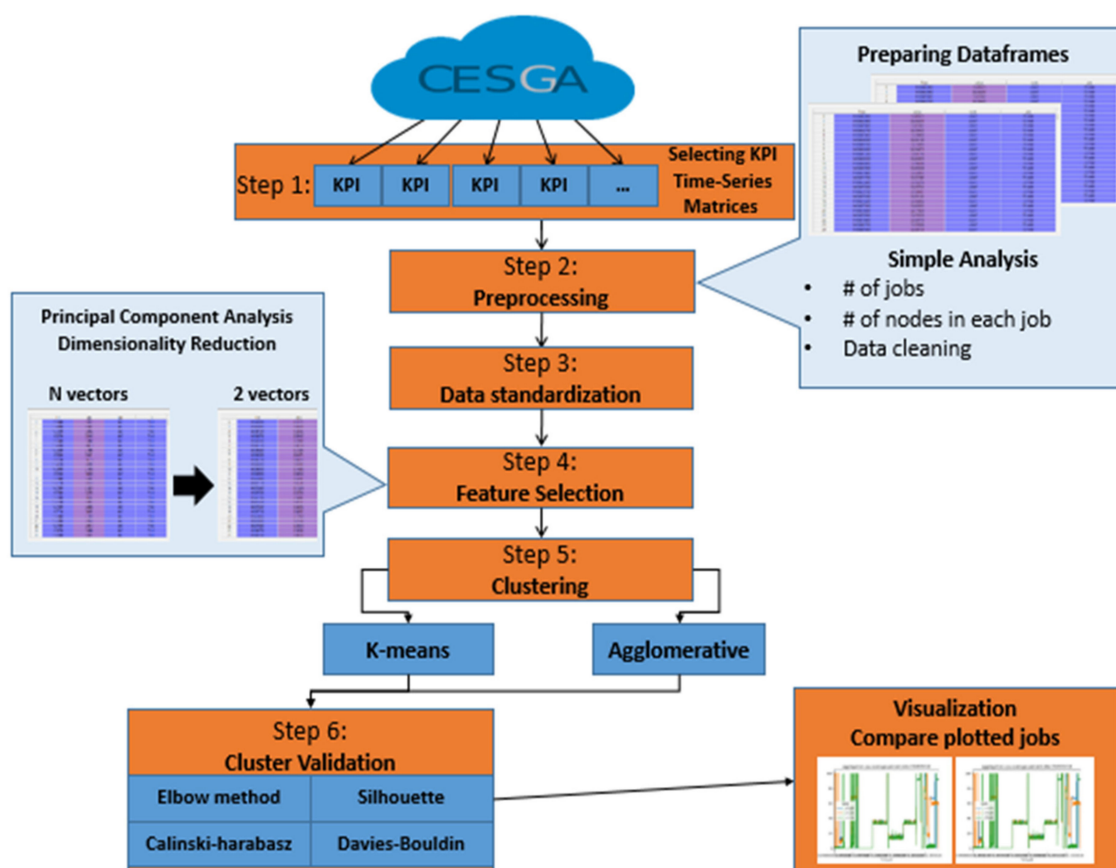 CESGA
Step 1:
KPI
KPI
KPI
KPI
...
Selecting KPI
Time-Series
Matrices
Preparing Dataframes
Simple Analysis
• # of jobs
• # of nodes in each job
• Data cleaning
Step 2:
Preprocessing
Step 3:
Data standardization
Principal Component Analysis
Dimensionality Reduction
N vectors
2 vectors
Step 4:
Feature Selection
Step 5:
Clustering
K-means
Agglomerative
Step 6:
Cluster Validation
Elbow method
Silhouette
Calinski-harabasz
Davies-Bouldin
Visualization
Compare plotted jobs